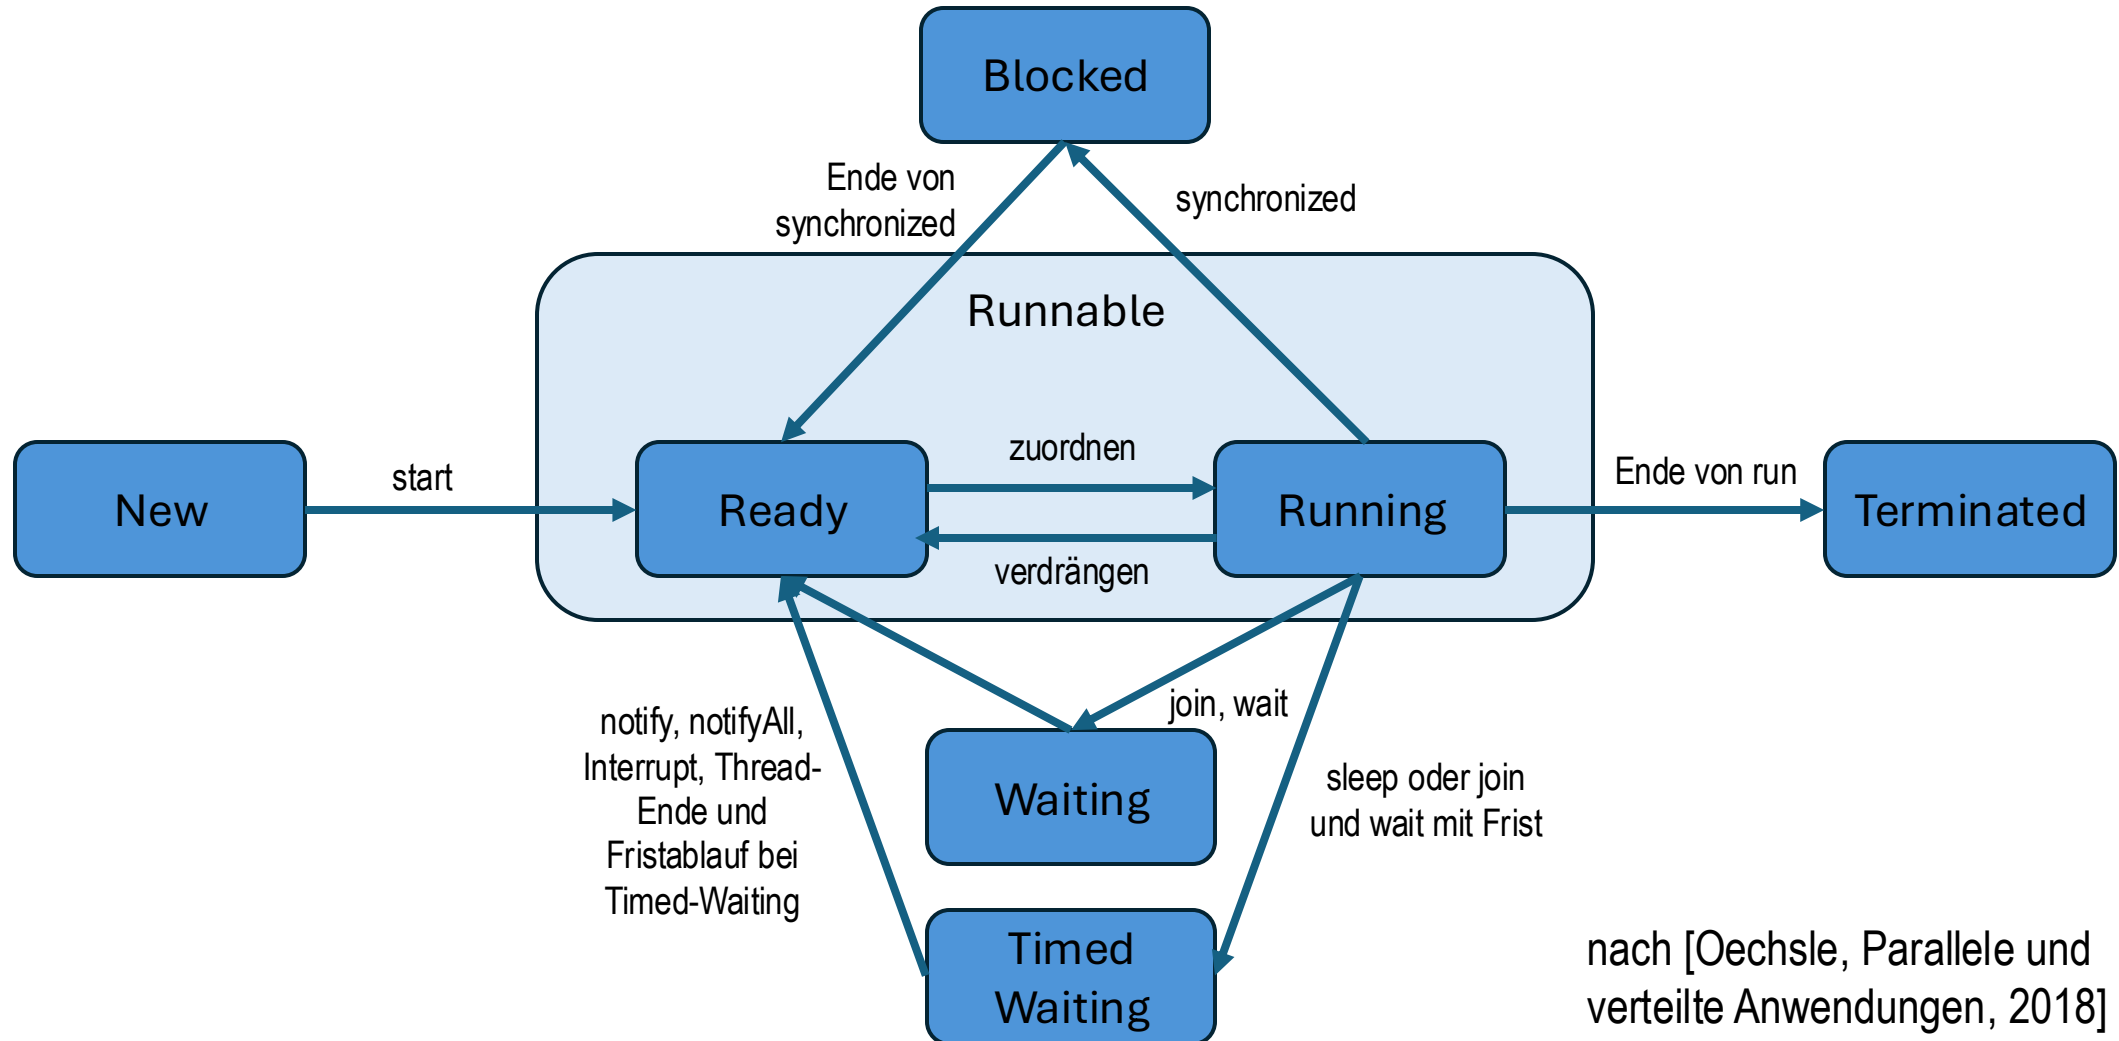 Blocked
Ende von
synchronized
synchronized
Runnable
New
start
Ready
zuordnen
verdrängen
Running
Ende von run
Terminated
notify, notifyAll,
Interrupt, Thread-
Ende und
Fristablauf bei
Timed-Waiting
join, wait
Waiting
sleep oder join
und wait mit Frist
Timed
Waiting
nach [Oechsle, Parallele und
verteilte Anwendungen, 2018]